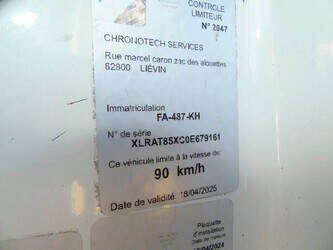 CONTROLE
LIMITEUR
N° 2047
CHRONOTECH SERVICES
Rue marcel caron zac des alouettes
62800 LIÉVIN
Immatriculation
FA-487-KH
N° de série
XLRAT85XC0E679161
Ce véhicule limité à la vitesse de:
90 km/h
Date de validité: 18/04/2025
Plaquette
d'installation